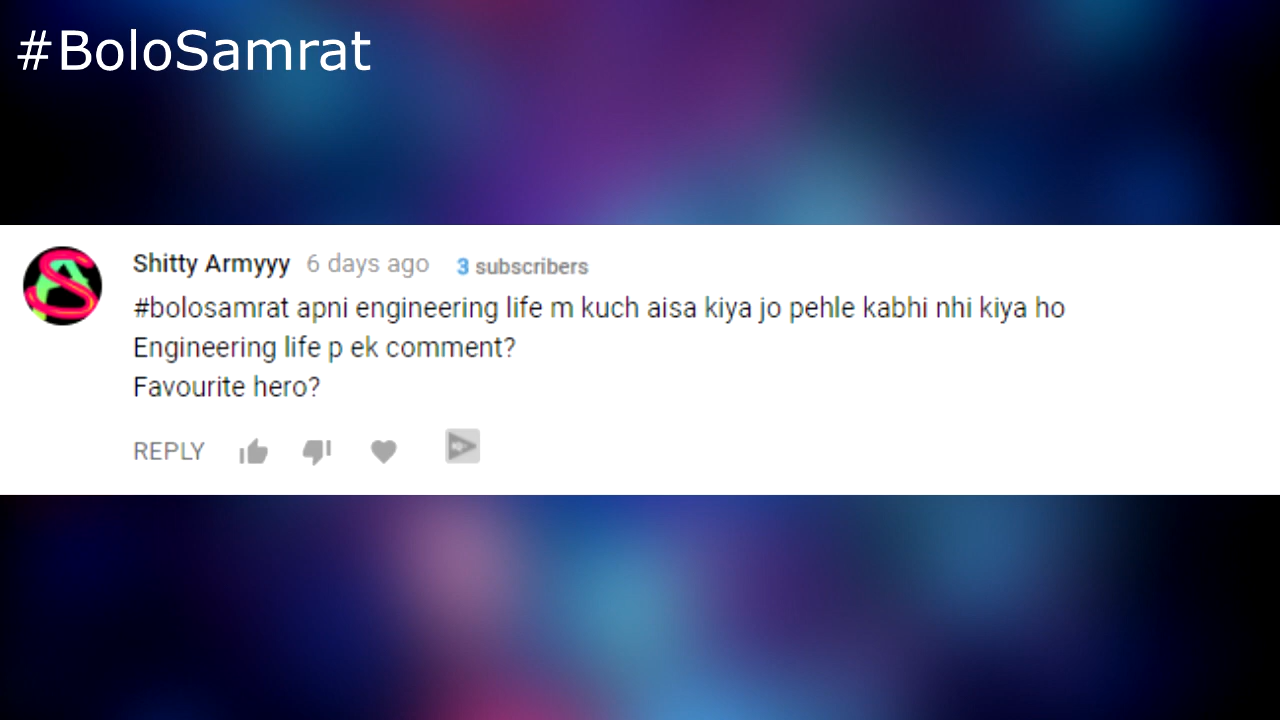 #BoloSamrat
Shitty Armyyy 6 days ago 3 subscribers
#bolosamrat apni engineering life m kuch aisa kiya jo pehle kabhi nhi kiya ho
Engineering life p ek comment?
Favourite hero?
REPLY